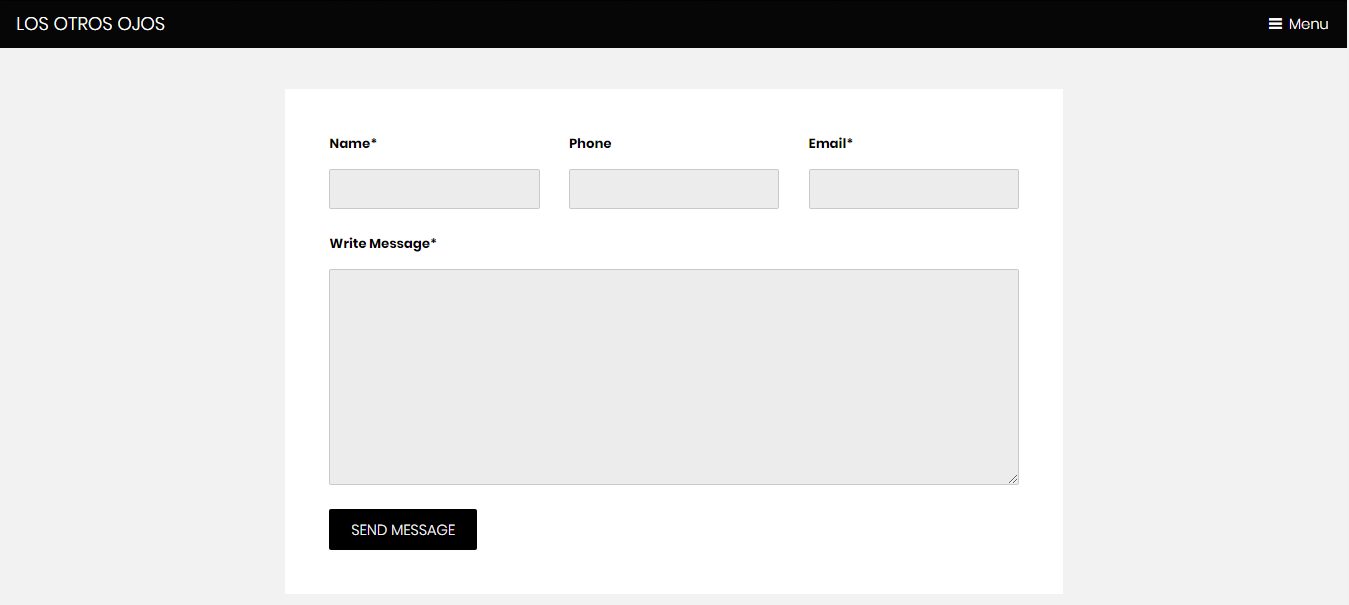 LOS OTROS OJOS
Menu
Name*
Phone
Email*
Write Message*
SEND MESSAGE